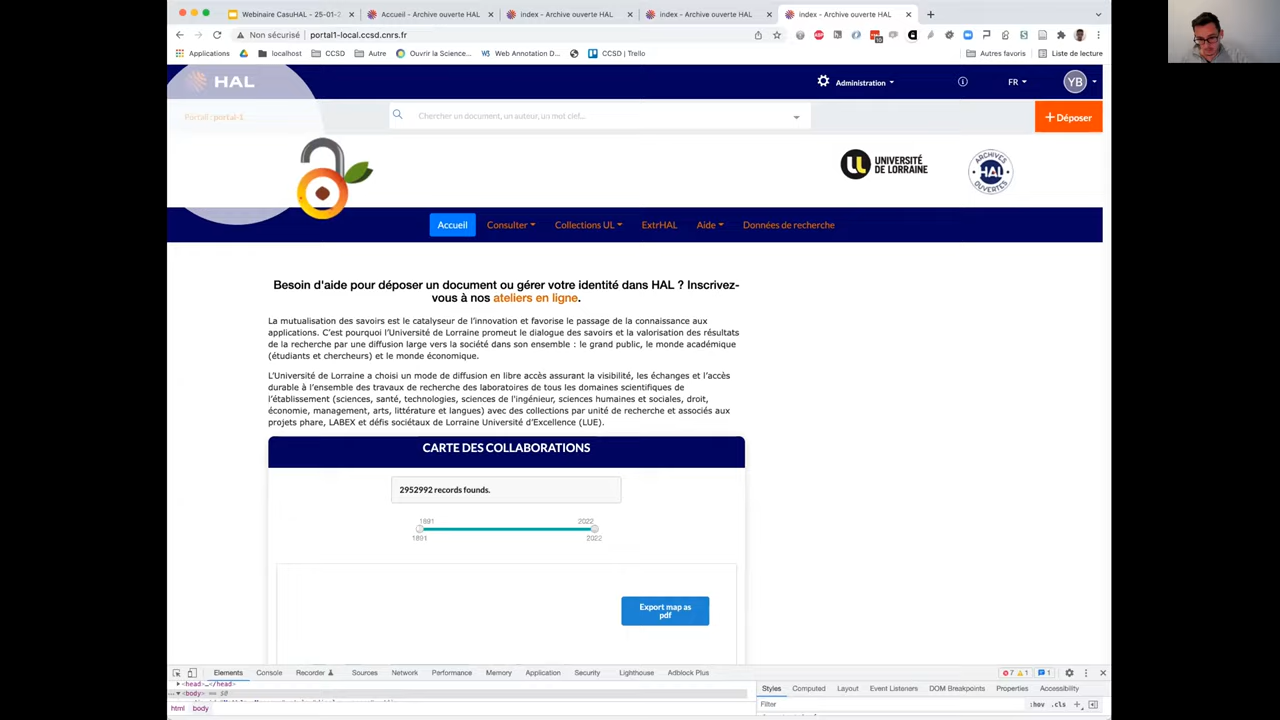 Webinaire CasuHAL - 25-01-2
Accueil - Archive ouverte HAL
index - Archive ouverte HAL
index - Archive ouverte HAL
index - Archive ouverte HAL
Non sécurisé | portal1-local.ccsd.cnrs.fr
Applications
localhost
CCSD
Autre
Ouvrir la Science...
Web Annotation D...
CCSD | Trello
Autres favoris
Liste de lecture
HAL
Administration
FR
YB
Portail : portal-1
Chercher un document, un auteur, un mot clef...
+ Déposer
UNIVERSITÉ
DE LORRAINE
ARCHIVES
HAL
OUVERTES
Accueil
Consulter
Collections UL
ExtrHAL
Aide
Données de recherche
Besoin d'aide pour déposer un document ou gérer votre identité dans HAL ? Inscrivez-
vous à nos ateliers en ligne.
La mutualisation des savoirs est le catalyseur de l'innovation et favorise le passage de la connaissance aux
applications. C'est pourquoi l'Université de Lorraine promeut le dialogue des savoirs et la valorisation des résultats
de la recherche par une diffusion large vers la société dans son ensemble : le grand public, le monde académique
(étudiants et chercheurs) et le monde économique.
L'Université de Lorraine a choisi un mode de diffusion en libre accès assurant la visibilité, les échanges et l'accès
durable à l'ensemble des travaux de recherche des laboratoires de tous les domaines scientifiques de
l'établissement (sciences, santé, technologies, sciences de l'ingénieur, sciences humaines et sociales, droit,
économie, management, arts, littérature et langues) avec des collections par unité de recherche et associés aux
projets phare, LABEX et défis sociétaux de Lorraine Université d'Excellence (LUE).
CARTE DES COLLABORATIONS
2952992 records founds.
1891 2022
1891 2022
Export map as
pdf
Elements
Console
Recorder
Sources
Network
Performance
Memory
Application
Security
Lighthouse
Adblock Plus
7
1
1
<head>…</head>
<body> == $0
html body
Styles
Computed
Layout
Event Listeners
DOM Breakpoints
Properties
Accessibility
Filter
:hov .cls +